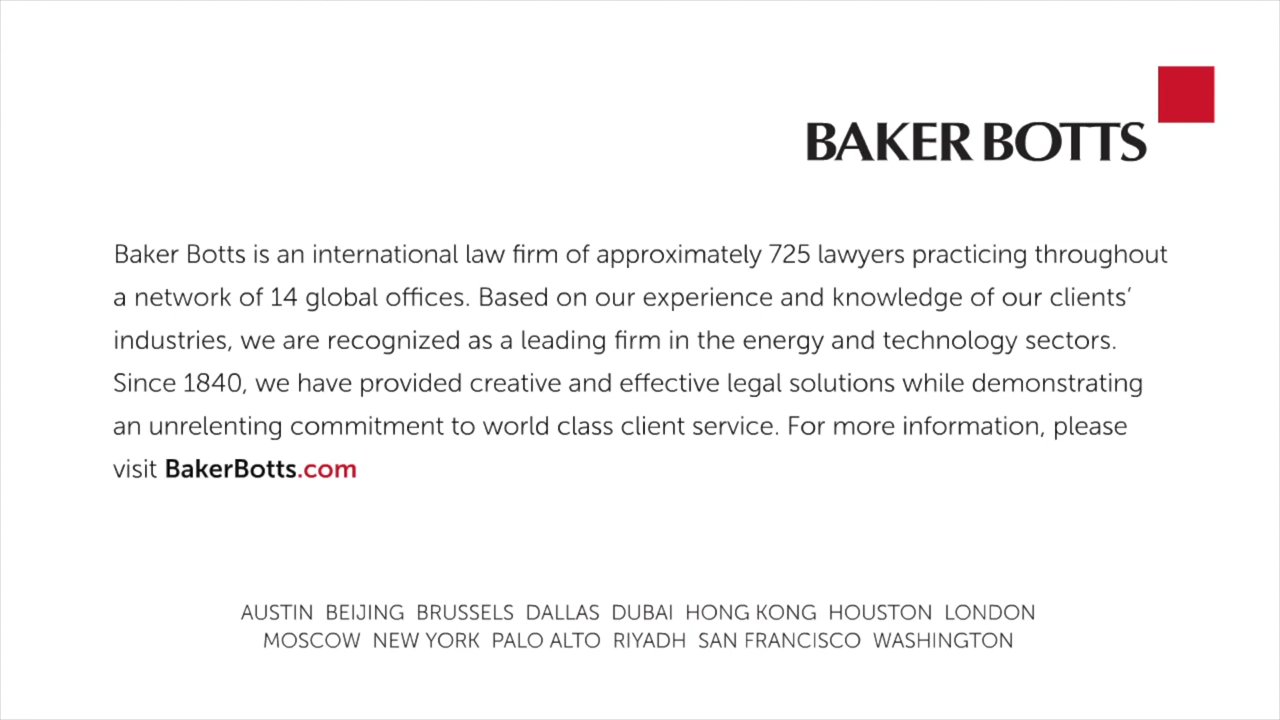 BAKER BOTTS
Baker Botts is an international law firm of approximately 725 lawyers practicing throughout
a network of 14 global offices. Based on our experience and knowledge of our clients’
industries, we are recognized as a leading firm in the energy and technology sectors.
Since 1840, we have provided creative and effective legal solutions while demonstrating
an unrelenting commitment to world class client service. For more information, please
visit BakerBotts.com
AUSTIN BEIJING BRUSSELS DALLAS DUBAI HONG KONG HOUSTON LONDON
MOSCOW NEW YORK PALO ALTO RIYADH SAN FRANCISCO WASHINGTON